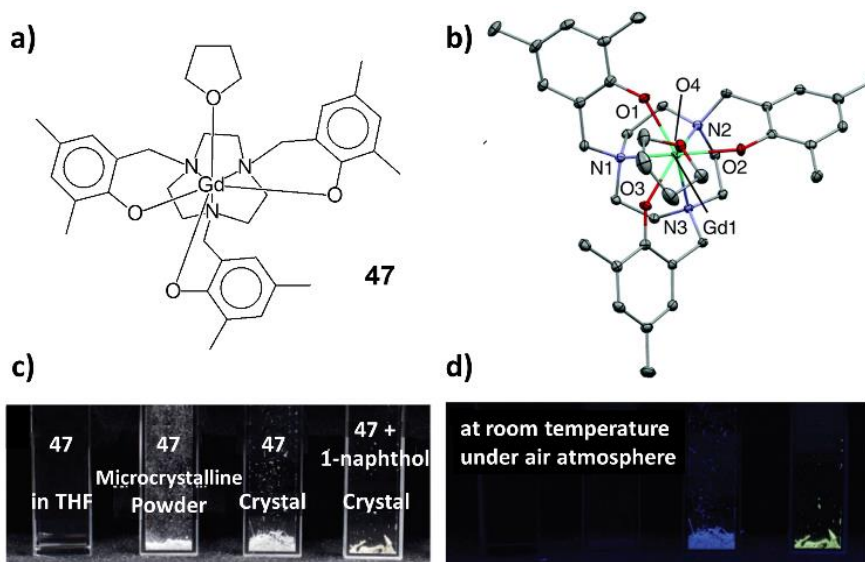 a)
O
Gd
N
N
N
O
O
O
47
b)
O4
O1
N2
N1
O2
O3
N3
Gd1
c)
47
47
47
47 +
1-naphthol
in THF
Microcrystalline
Powder
Crystal
Crystal
d)
at room temperature
under air atmosphere